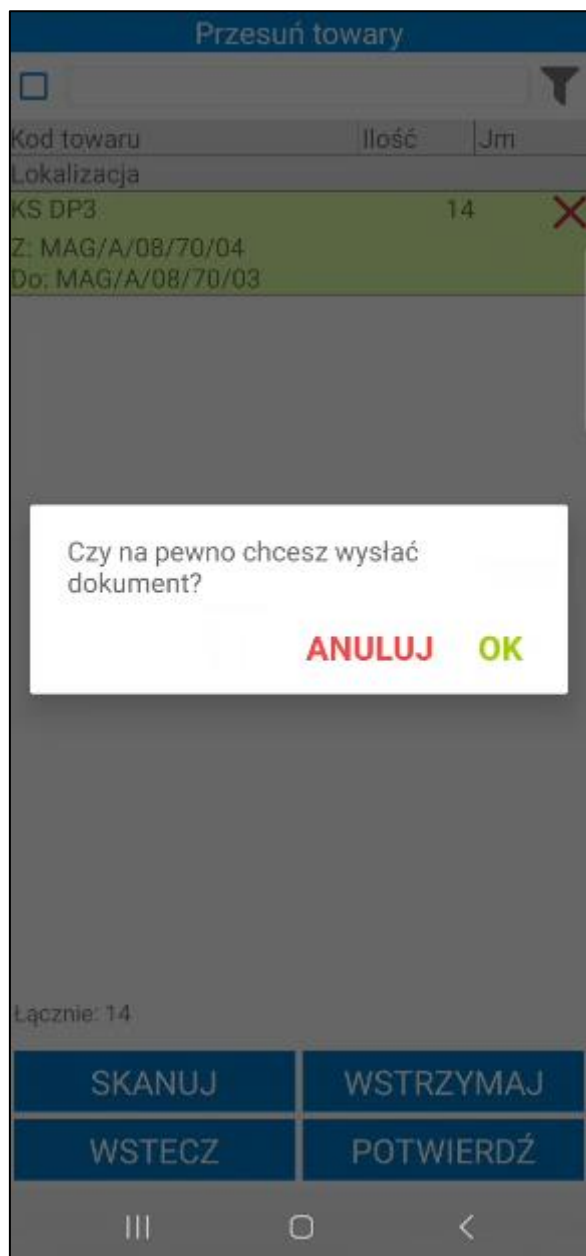 Przesuń towary
Kod towaru Ilość Jm
Lokalizacja
KS DP3 14
Z: MAG/A/08/70/04
Do: MAG/A/08/70/03
Czy na pewno chcesz wysłać
dokument?
ANULUJ OK
Łącznie: 14
SKANUJ WSTRZYMAJ
WSTECZ POTWIERDŹ